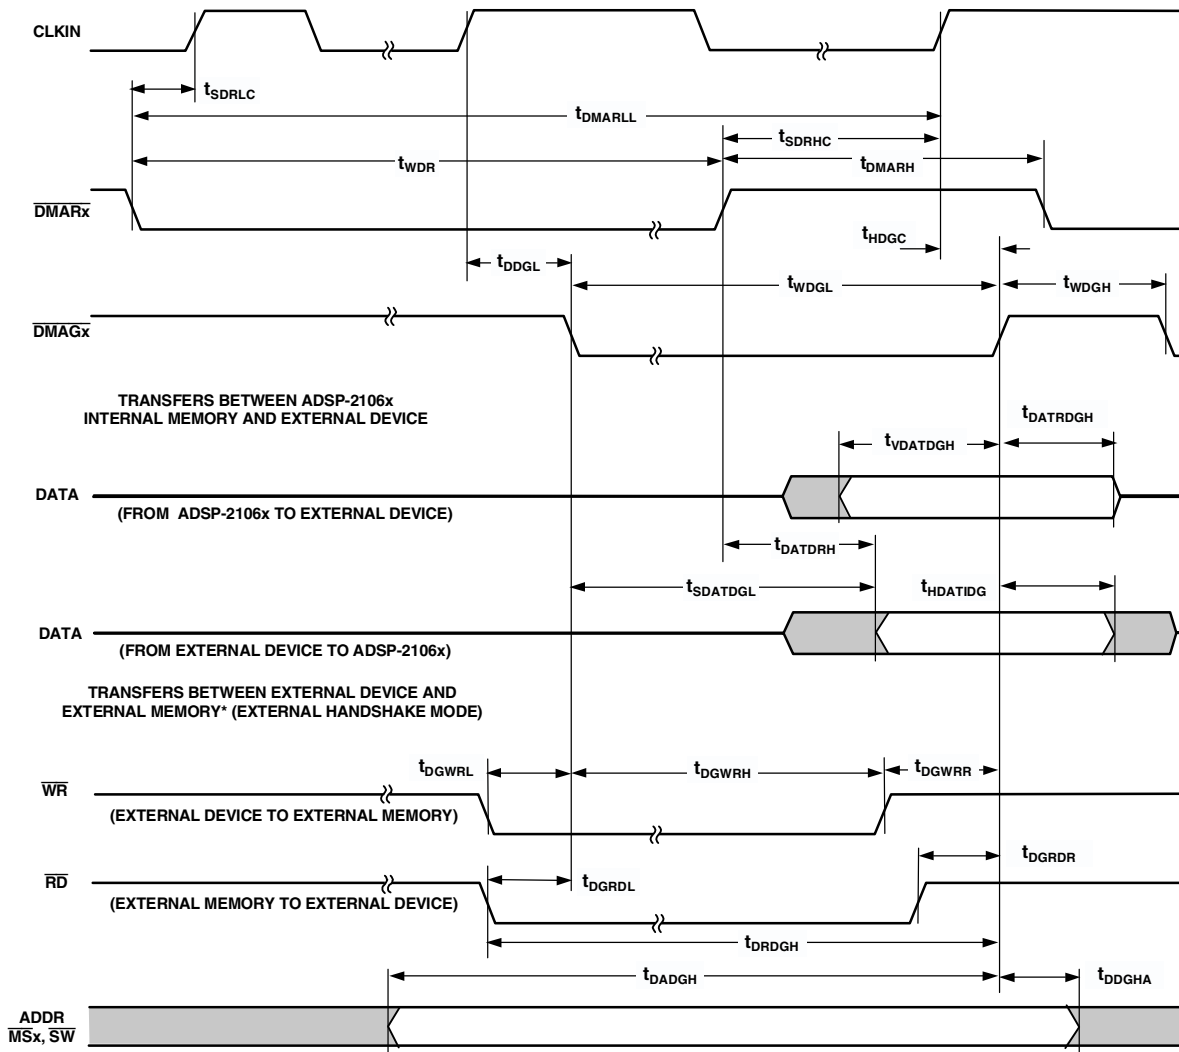 CLKIN
tSDRLC
tDMARLL
tSDRHC
tWDR
tDMARH
DMARx
tHDGC
tDDGL
tWDGL
tWDGH
DMAGx
TRANSFERS BETWEEN ADSP-2106x
INTERNAL MEMORY AND EXTERNAL DEVICE
tDATRDGH
tVDATDGH
DATA
(FROM ADSP-2106x TO EXTERNAL DEVICE)
tDATDRH
tSDATDGL
tHDATIDG
DATA
(FROM EXTERNAL DEVICE TO ADSP-2106x)
TRANSFERS BETWEEN EXTERNAL DEVICE AND
EXTERNAL MEMORY* (EXTERNAL HANDSHAKE MODE)
tDGWRL
tDGWRH
tDGWRR
WR
(EXTERNAL DEVICE TO EXTERNAL MEMORY)
tDGRDR
RD
tDGRDL
(EXTERNAL MEMORY TO EXTERNAL DEVICE)
tDRDGH
tDADGH
tDDGHA
ADDR
MSx, SW